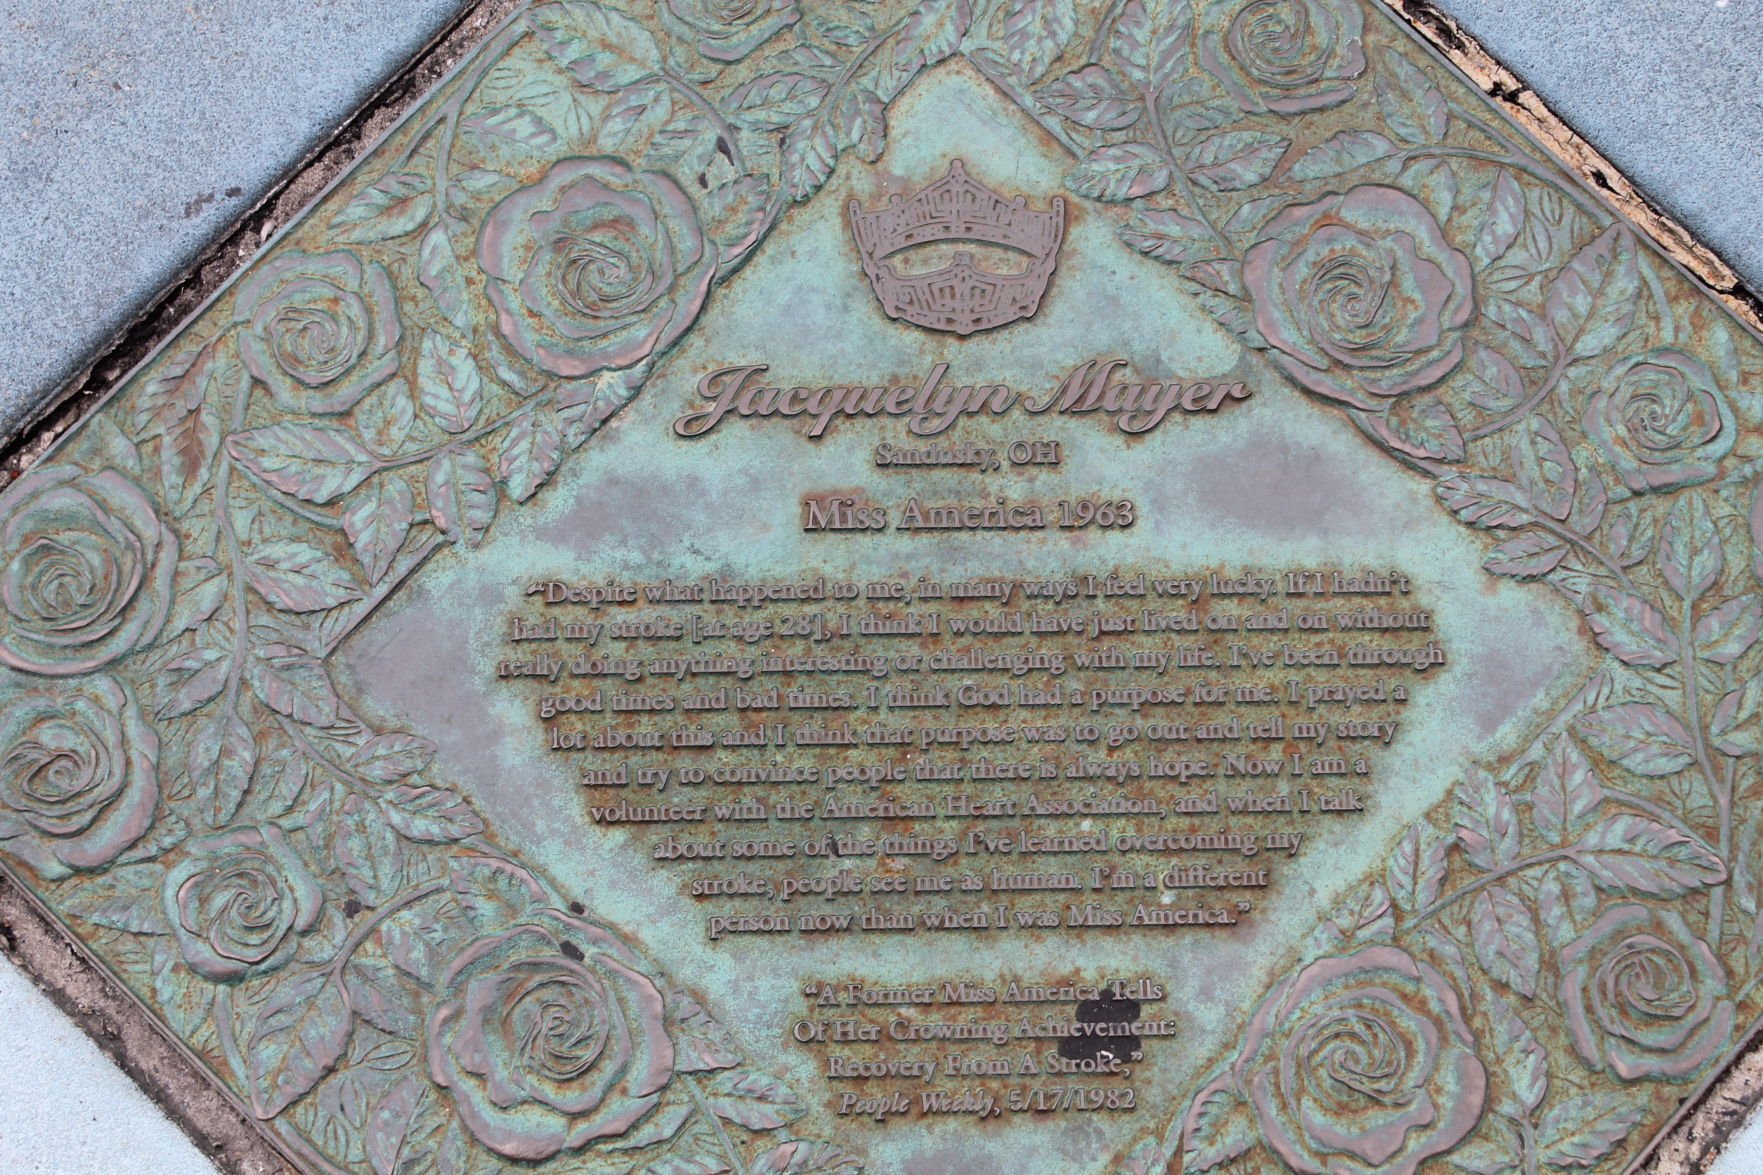 Jacquelyn Mayer
Sandusky, OH
Miss America 1963
“Despite what happened to me, in many ways I feel very lucky. If I hadn’t
had my stroke [at age 28], I think I would have just lived on and on without
really doing anything interesting or challenging with my life. I’ve been through
good times and bad times. I think God had a purpose for me. I prayed a
lot about this and I think that purpose was to go out and tell my story
and try to convince people that there is always hope. Now I am a
volunteer with the American Heart Association, and when I talk
about some of the things I’ve learned overcoming my
stroke, people see me as human. I’m a different
person now than when I was Miss America.”
“A Former Miss America Tells
Of Her Crowning Achievement:
Recovery From A Stroke,”
People Weekly, 5/17/1982